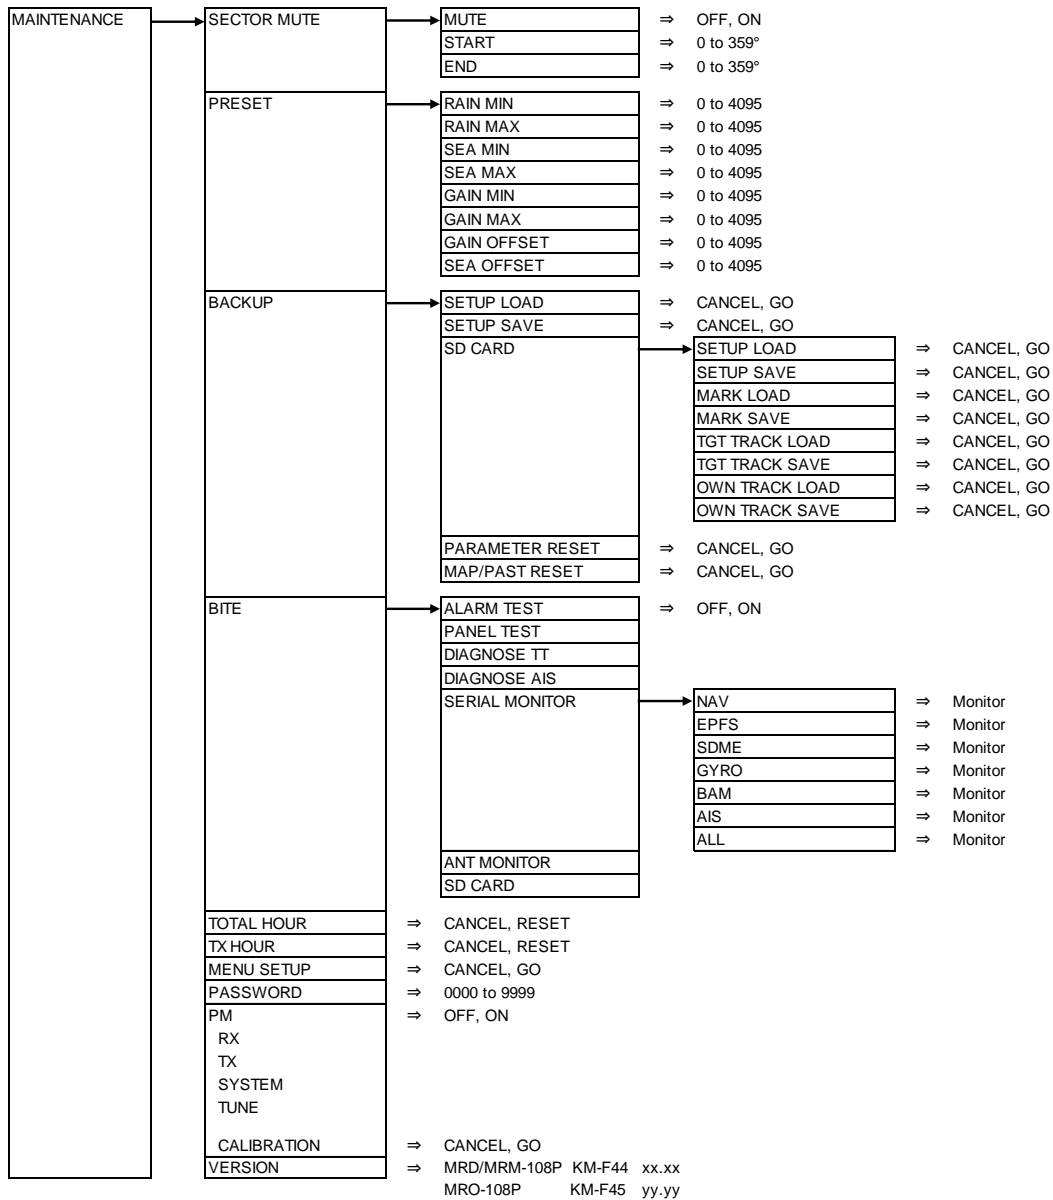 MAINTENANCE SECTOR MUTE MUTE ⇒ OFF, ON
START ⇒ 0 to 359°
END ⇒ 0 to 359°
PRESET RAIN MIN ⇒ 0 to 4095
RAIN MAX ⇒ 0 to 4095
SEA MIN ⇒ 0 to 4095
SEA MAX ⇒ 0 to 4095
GAIN MIN ⇒ 0 to 4095
GAIN MAX ⇒ 0 to 4095
GAIN OFFSET ⇒ 0 to 4095
SEA OFFSET ⇒ 0 to 4095
BACKUP SETUP LOAD ⇒ CANCEL, GO
SETUP SAVE ⇒ CANCEL, GO
SD CARD SETUP LOAD ⇒ CANCEL, GO
SETUP SAVE ⇒ CANCEL, GO
MARK LOAD ⇒ CANCEL, GO
MARK SAVE ⇒ CANCEL, GO
TGT TRACK LOAD ⇒ CANCEL, GO
TGT TRACK SAVE ⇒ CANCEL, GO
OWN TRACK LOAD ⇒ CANCEL, GO
OWN TRACK SAVE ⇒ CANCEL, GO
PARAMETER RESET ⇒ CANCEL, GO
MAP/PAST RESET ⇒ CANCEL, GO
BITE ALARM TEST ⇒ OFF, ON
PANEL TEST
DIAGNOSE TT
DIAGNOSE AIS
SERIAL MONITOR NAV ⇒ Monitor
EPFS ⇒ Monitor
SDME ⇒ Monitor
GYRO ⇒ Monitor
BAM ⇒ Monitor
AIS ⇒ Monitor
ALL ⇒ Monitor
ANT MONITOR
SD CARD
TOTAL HOUR ⇒ CANCEL, RESET
TX HOUR ⇒ CANCEL, RESET
MENU SETUP ⇒ CANCEL, GO
PASSWORD ⇒ 0000 to 9999
PM ⇒ OFF, ON
RX
TX
SYSTEM
TUNE
CALIBRATION ⇒ CANCEL, GO
VERSION ⇒ MRD/MRM-108P KM-F44 xx.xx
MRO-108P KM-F45 yy.yy